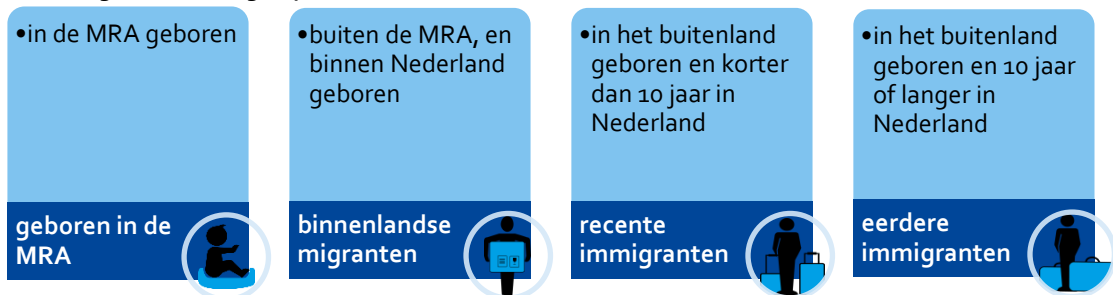 •in de MRA geboren
geboren in de
MRA
•buiten de MRA, en
binnen Nederland
geboren
binnenlandse
migranten
•in het buitenland
geboren en korter
dan 10 jaar in
Nederland
recente
immigranten
•in het buitenland
geboren en 10 jaar
of langer in
Nederland
eerdere
immigranten